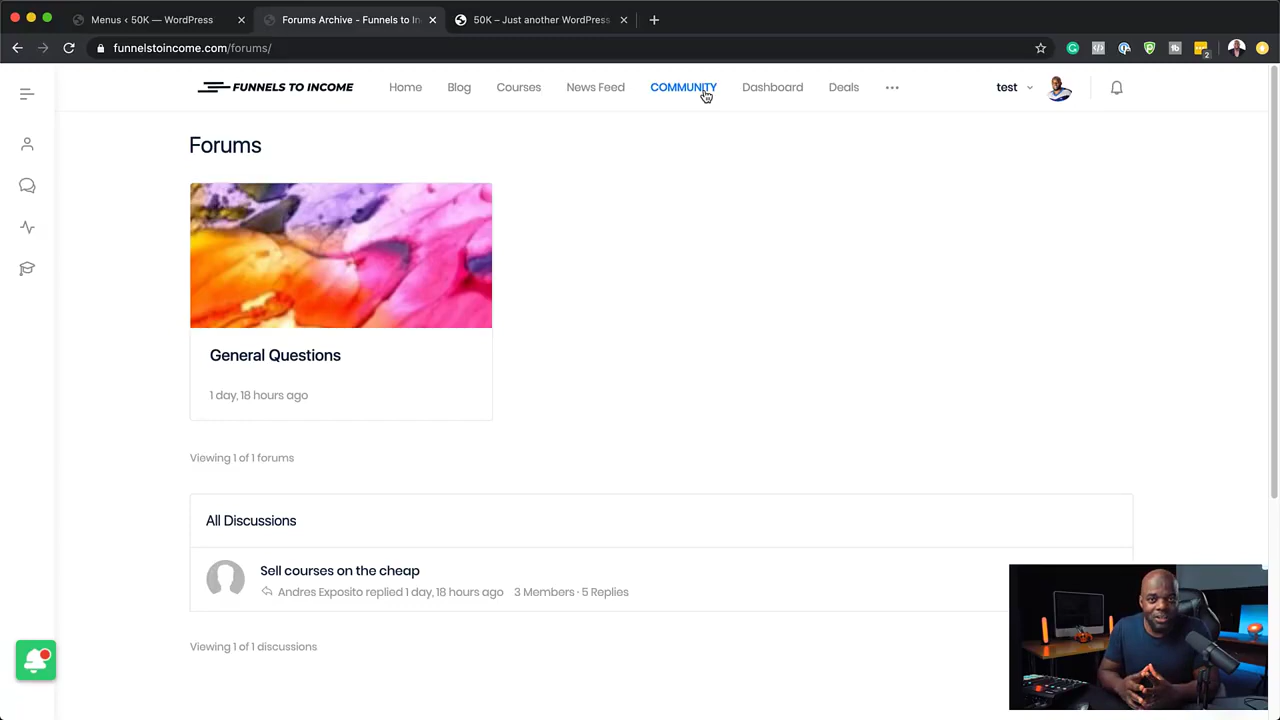 Menus ‹ 50K — WordPress
Forums Archive - Funnels to In
50K – Just another WordPress
funnelstoincome.com/forums/
2
FUNNELS TO INCOME
Home
Blog
Courses
News Feed
COMMUNITY
Dashboard
Deals
test
Forums
General Questions
1 day, 18 hours ago
Viewing 1 of 1 forums
All Discussions
Sell courses on the cheap
Andres Exposito replied 1 day, 18 hours ago 3 Members · 5 Replies
Viewing 1 of 1 discussions